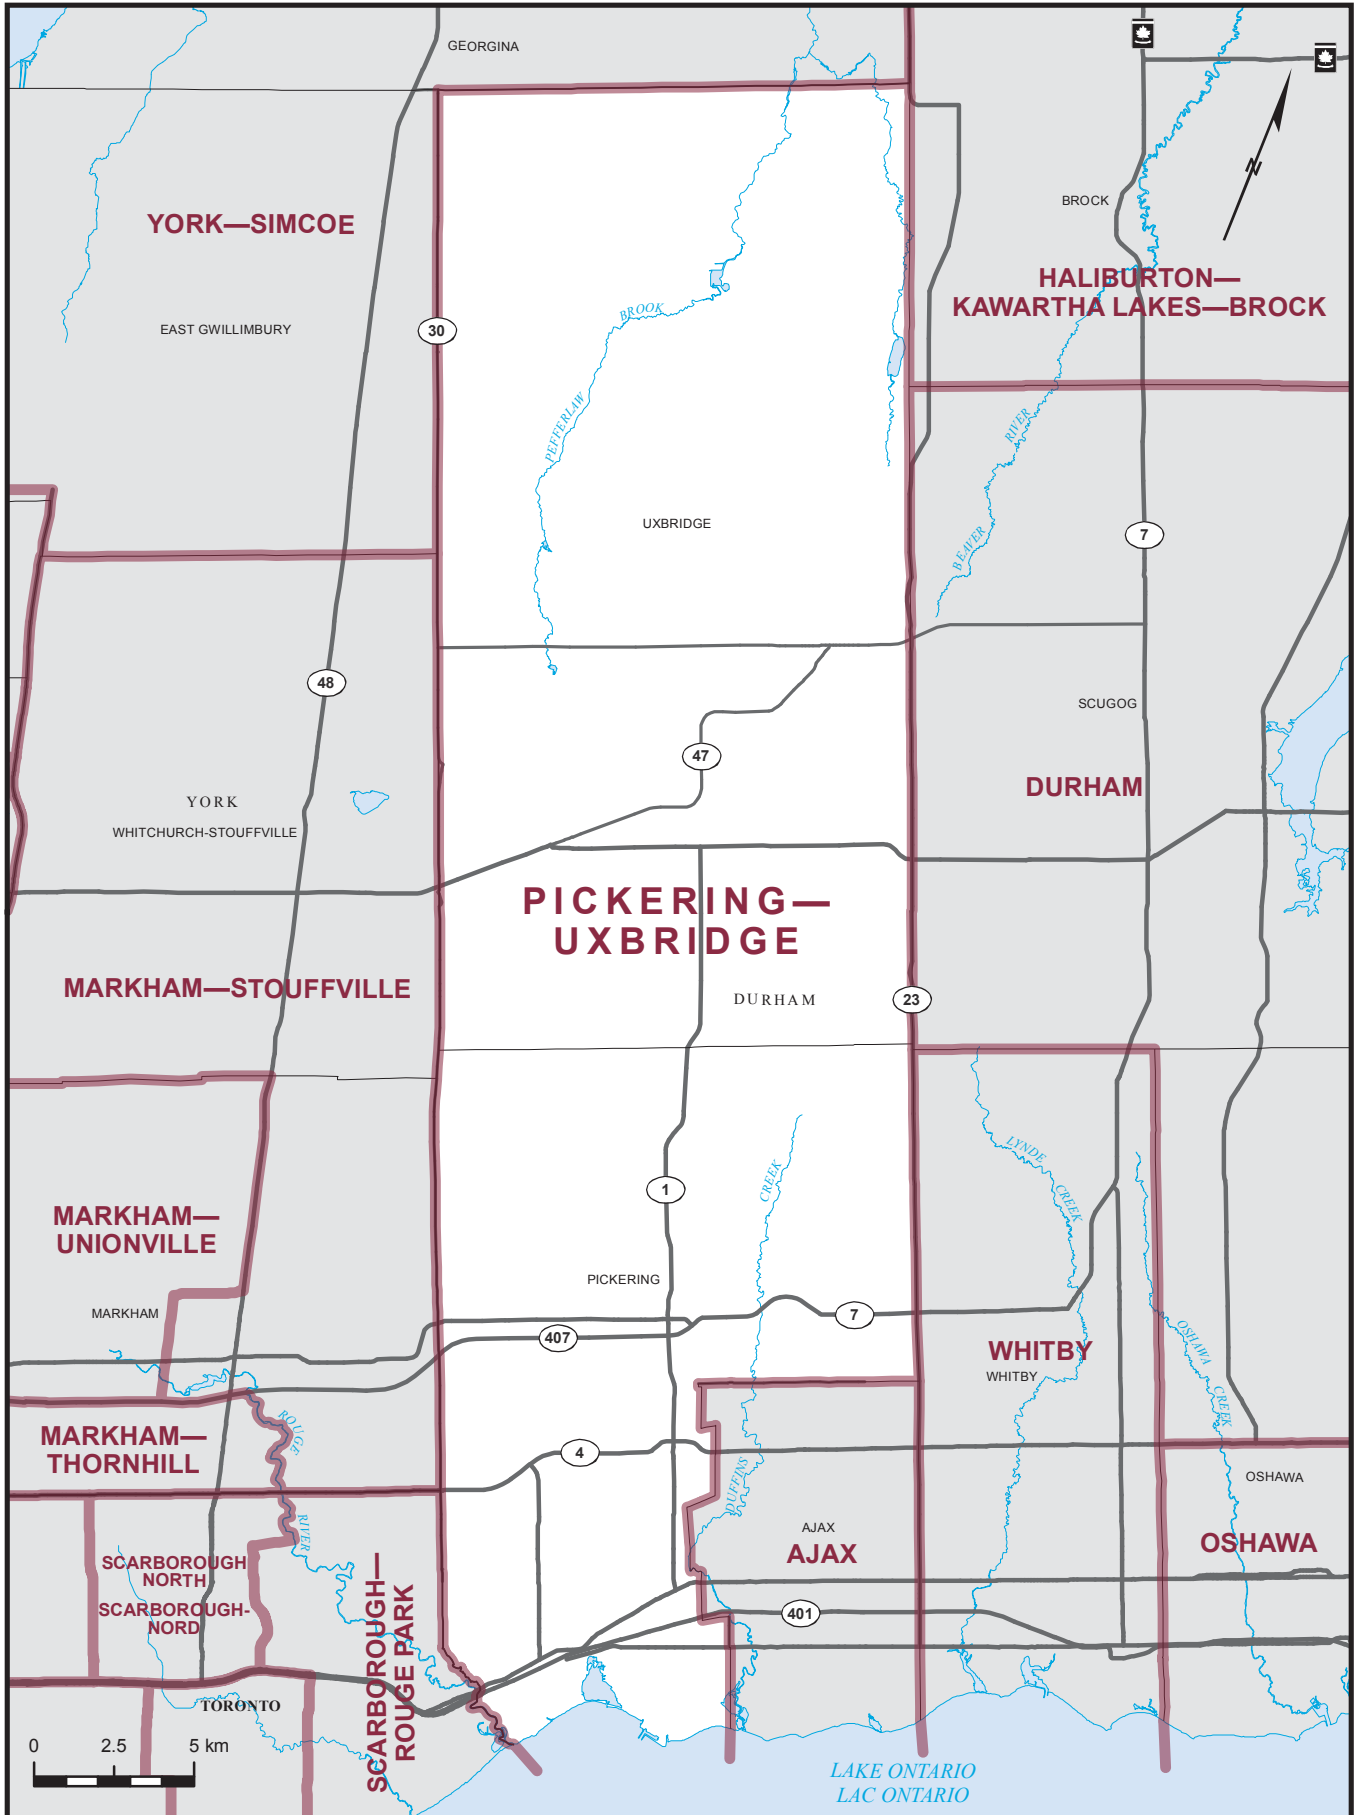 GEORGINA
N
BROCK
YORK—SIMCOE
HALIBURTON—
KAWARTHA LAKES—BROCK
EAST GWILLIMBURY
30
BROOK
PEFFERLAW
RIVER
BEAVER
UXBRIDGE
7
48
SCUGOG
47
DURHAM
YORK
WHITCHURCH-STOUFFVILLE
PICKERING—
UXBRIDGE
MARKHAM—STOUFFVILLE
DURHAM
23
LYNDE
CREEK
CREEK
1
MARKHAM—
UNIONVILLE
PICKERING
MARKHAM
7
407
WHITBY
WHITBY
OSHAWA
CREEK
ROUGE
RIVER
MARKHAM—
THORNHILL
4
DUFFINS
OSHAWA
AJAX
AJAX
OSHAWA
SCARBOROUGH
NORTH
SCARBOROUGH-
NORD
SCARBOROUGH—
ROUGE PARK
401
TORONTO
0 2.5 5 km
LAKE ONTARIO
LAC ONTARIO